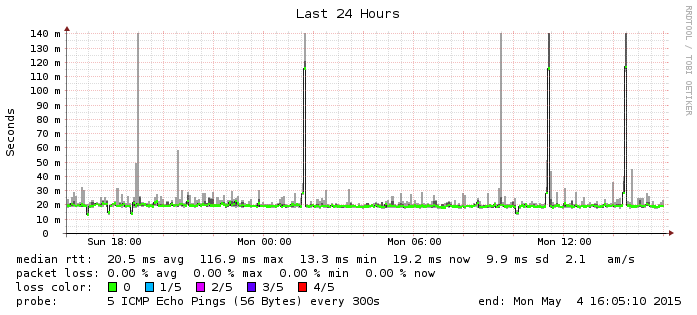 Last 24 Hours
RRDTOOL / TOBI OETIKER
Seconds
140 m
130 m
120 m
110 m
100 m
90 m
80 m
70 m
60 m
50 m
40 m
30 m
20 m
10 m
0
Sun 18:00 Mon 00:00 Mon 06:00 Mon 12:00
median rtt: 20.5 ms avg 116.9 ms max 13.3 ms min 19.2 ms now 9.9 ms sd 2.1 am/s
packet loss: 0.00 % avg 0.00 % max 0.00 % min 0.00 % now
loss color: 0 1/5 2/5 3/5 4/5
probe: 5 ICMP Echo Pings (56 Bytes) every 300s end: Mon May 4 16:05:10 2015